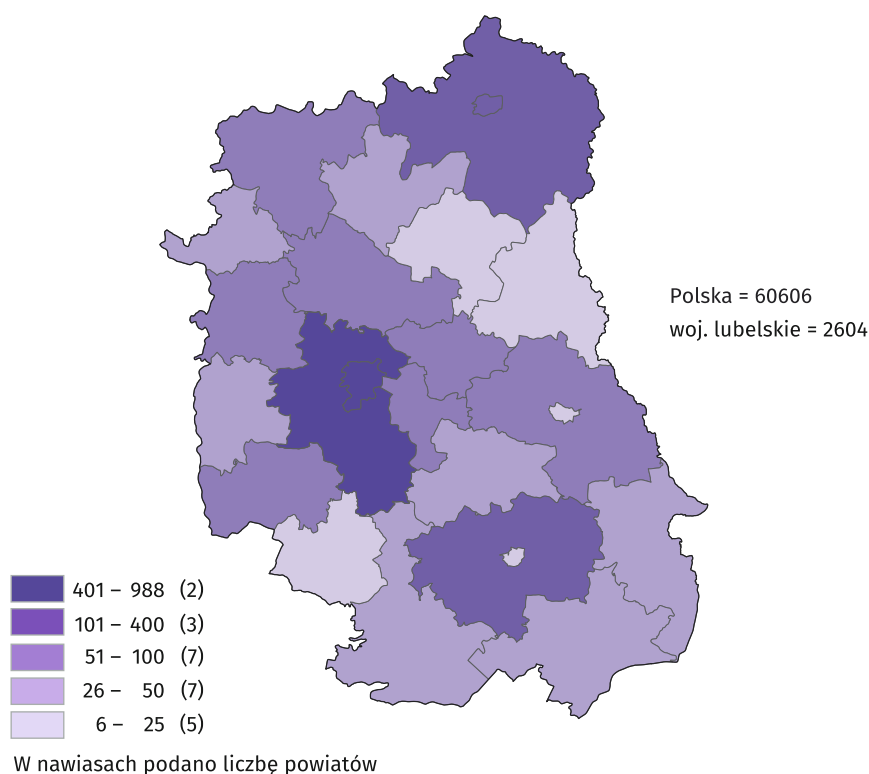 Polska = 60606
woj. lubelskie = 2604
401 – 988 (2)
101 – 400 (3)
51 – 100 (7)
26 – 50 (7)
6 – 25 (5)
W nawiasach podano liczbę powiatów